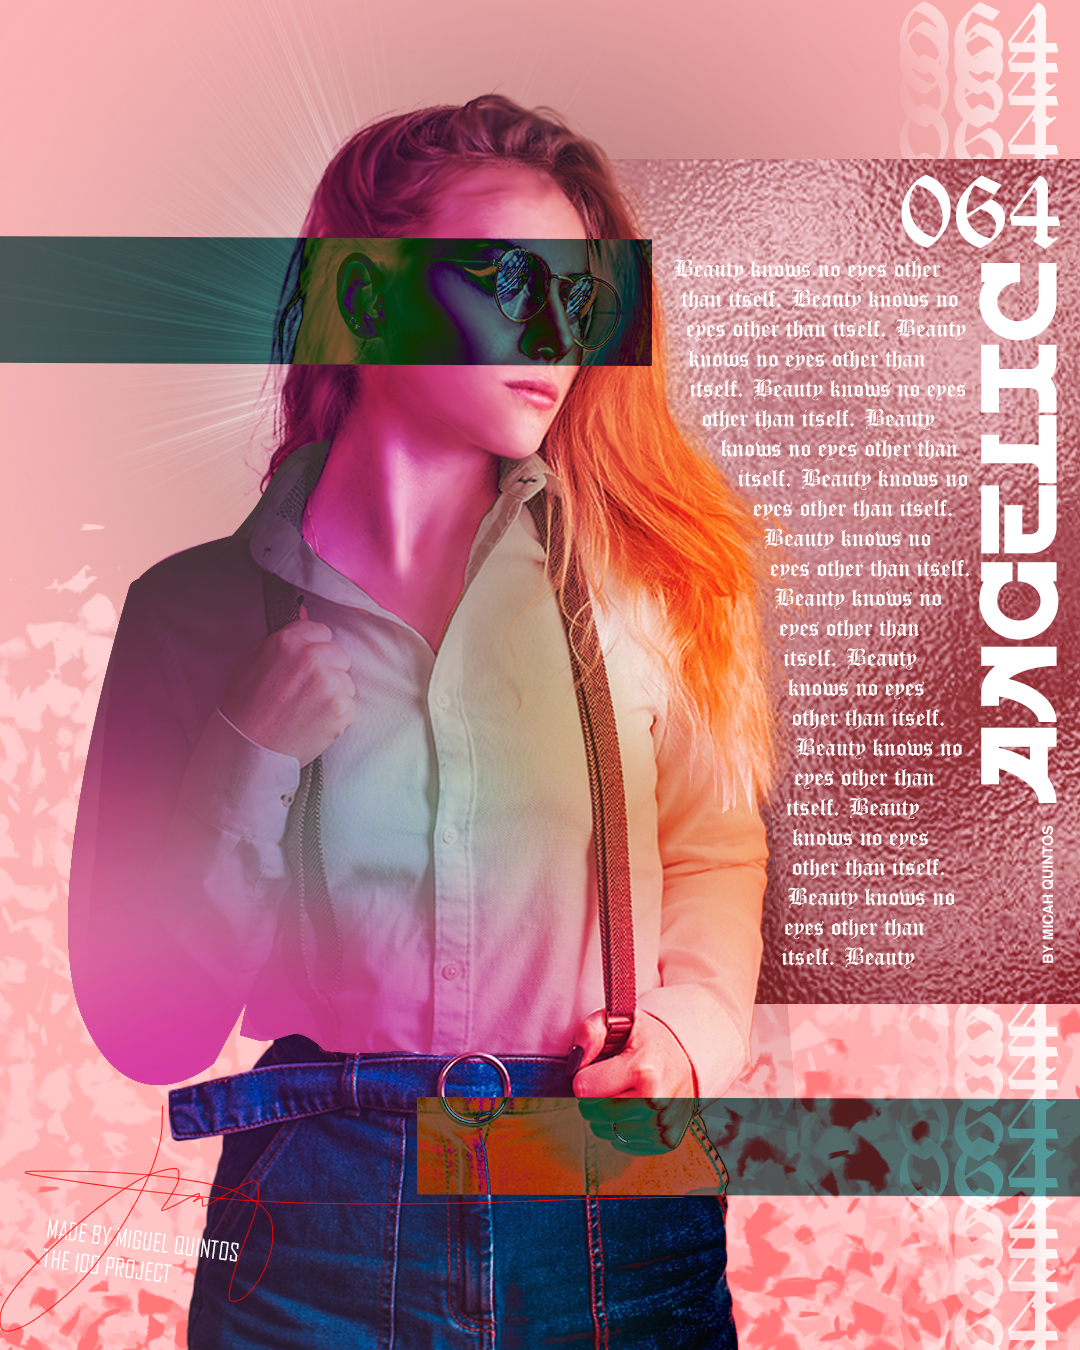 064
064
064
064
Beauty knows no eyes other
than itself. Beauty knows no
eyes other than itself. Beauty
knows no eyes other than
itself. Beauty knows no eyes
other than itself. Beauty
knows no eyes other than
itself. Beauty knows no
eyes other than itself.
Beauty knows no
eyes other than itself.
Beauty knows no
eyes other than
itself. Beauty
knows no eyes
other than itself.
Beauty knows no
eyes other than
itself. Beauty
knows no eyes
other than itself.
Beauty knows no
eyes other than
itself. Beauty
ANGELIC
BY MICAH QUINTOS
MADE BY MIGUEL QUINTOS
THE 100 PROJECT